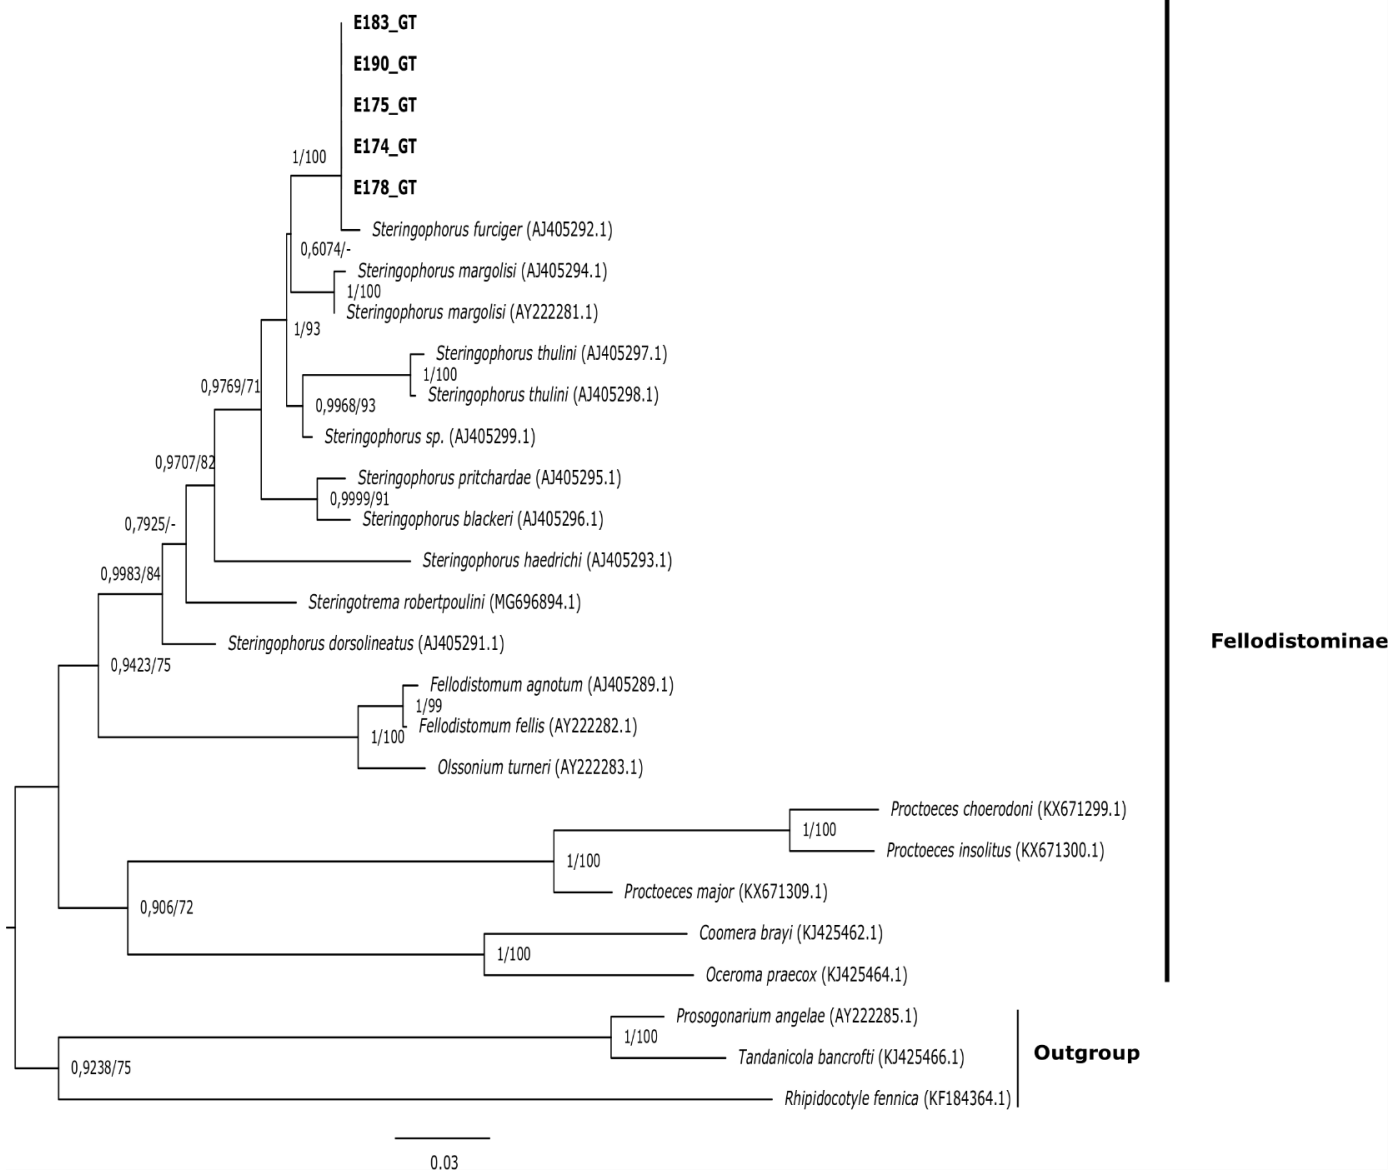 E183_GT
E190_GT
E175_GT
E174_GT
1/100
E178_GT
Steringophorus furciger (AJ405292.1)
0,6074/-
Steringophorus margolisi (AJ405294.1)
1/100
Steringophorus margolisi (AY222281.1)
1/93
Steringophorus thulini (AJ405297.1)
1/100
0,9769/71
Steringophorus thulini (AJ405298.1)
0,9968/93
Steringophorus sp. (AJ405299.1)
0,9707/82
Steringophorus pritchardae (AJ405295.1)
0,9999/91
Steringophorus blackeri (AJ405296.1)
0,7925/-
Steringophorus haedrichi (AJ405293.1)
0,9983/84
Steringotrema robertpoulini (MG696894.1)
Steringophorus dorsolineatus (AJ405291.1)
Fellodistominae
0,9423/75
Fellodistomum agnotum (AJ405289.1)
1/99
Fellodistomum fellis (AY222282.1)
1/100
Olssonium turneri (AY222283.1)
Proctoeces choerodoni (KX671299.1)
1/100
Proctoeces insolitus (KX671300.1)
1/100
Proctoeces major (KX671309.1)
0,906/72
Coomera brayi (KJ425462.1)
1/100
Oceroma praecox (KJ425464.1)
Prosogonarium angelae (AY222285.1)
1/100
Outgroup
Tandanicola bancrofti (KJ425466.1)
0,9238/75
Rhipidocotyle fennica (KF184364.1)
0.03